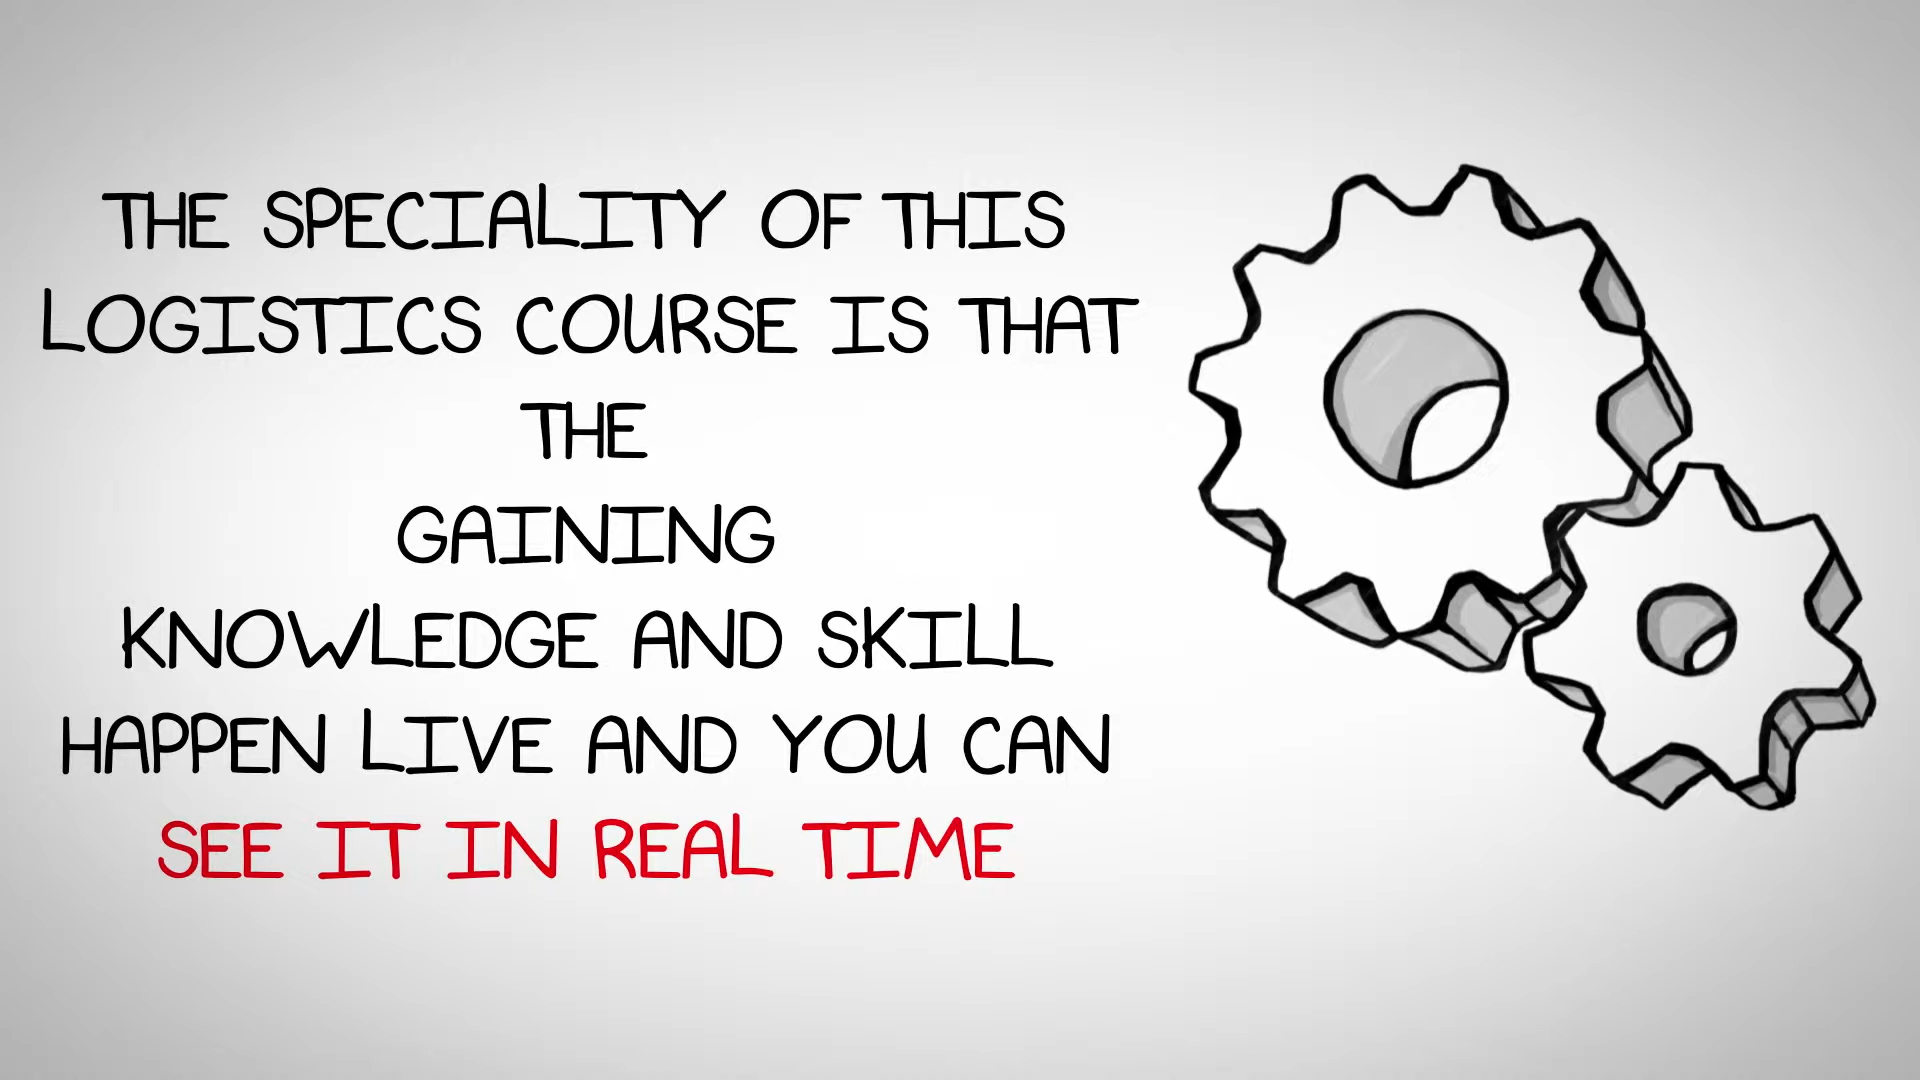 THE SPECIALITY OF THIS
LOGISTICS COURSE IS THAT
THE
GAINING
KNOWLEDGE AND SKILL
HAPPEN LIVE AND YOU CAN
SEE IT IN REAL TIME